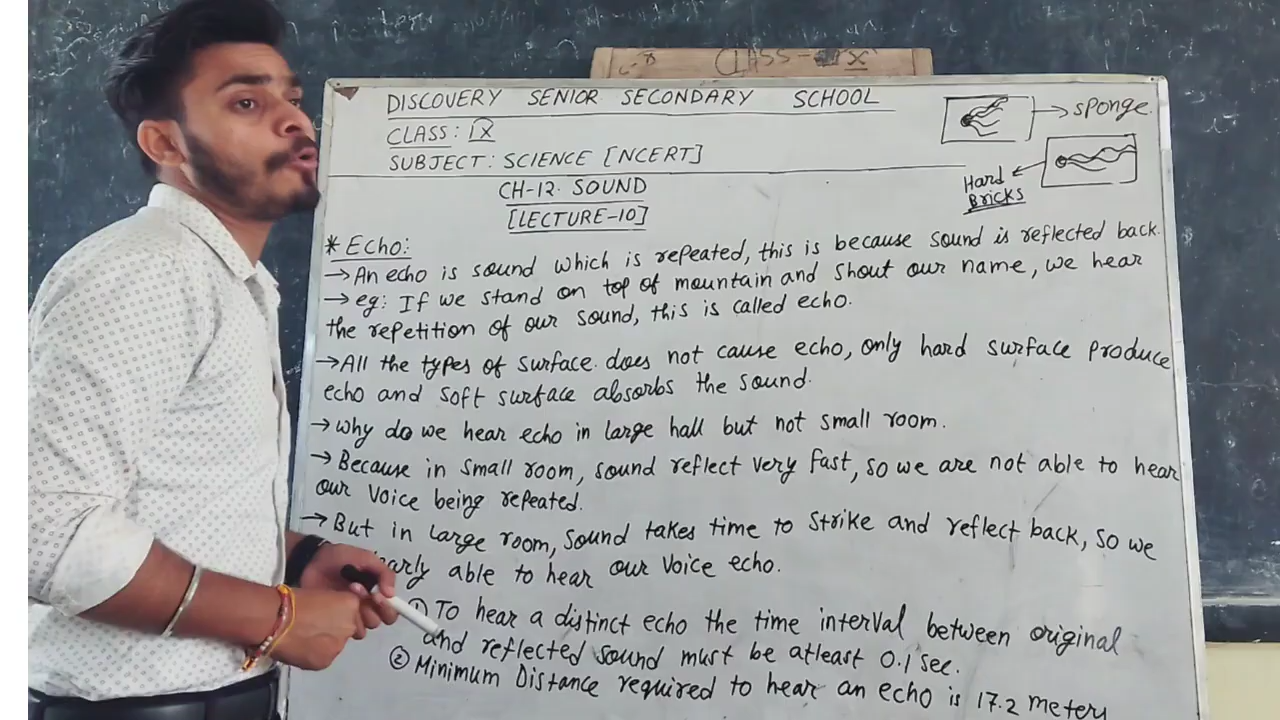 CLASS - IX
DISCOVERY SENIOR SECONDARY SCHOOL
CLASS: IX
SUBJECT: SCIENCE [NCERT]
sponge.
Hard
Bricks
CH-12. SOUND
[LECTURE-10]
* Echo:
→ An echo is sound which is repeated, this is because sound is reflected back.
→ eg: If we stand on top of mountain and shout our name, we hear
the repetition of our sound, this is called echo.
→ All the types of surface does not cause echo, only hard surface produce
echo and soft surface absorbs the sound.
→ Why do we hear echo in large hall but not small room.
→ Because in small room, sound reflect very fast, so we are not able to hear
our voice being repeated.
→ But in large room, sound takes time to strike and reflect back, so we
able to hear our voice echo.
① To hear a distinct echo the time interval between original
and reflected sound must be atleast 0.1 sec.
② Minimum Distance required to hear an echo is 17.2 meters